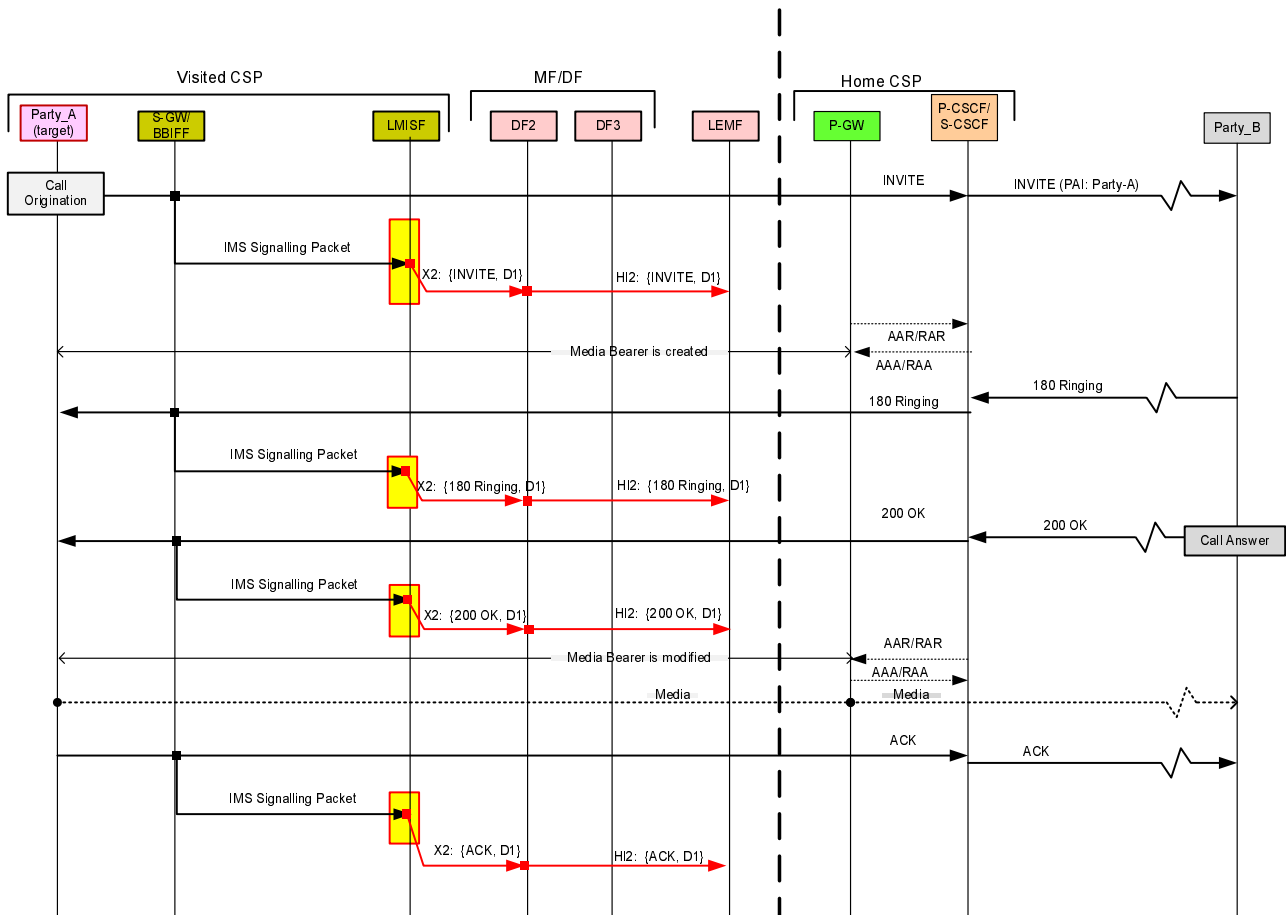 Visited CSP
MF/DF
Home CSP
Party_A
(target)
S-GW/
BBIFF
LMISF
DF2
DF3
LEMF
P-GW
P-CSCF/
S-CSCF
Party_B
Call
Origination
INVITE
INVITE (PAI: Party-A)
IMS Signalling Packet
X2: {INVITE, D1}
HI2: {INVITE, D1}
AAR/RAR
Media Bearer is created
AAA/RAA
180 Ringing
180 Ringing
IMS Signalling Packet
X2: {180 Ringing, D1}
HI2: {180 Ringing, D1}
200 OK
200 OK
Call Answer
IMS Signalling Packet
X2: {200 OK, D1}
HI2: {200 OK, D1}
AAR/RAR
Media Bearer is modified
AAA/RAA
Media
Media
ACK
ACK
IMS Signalling Packet
X2: {ACK, D1}
HI2: {ACK, D1}